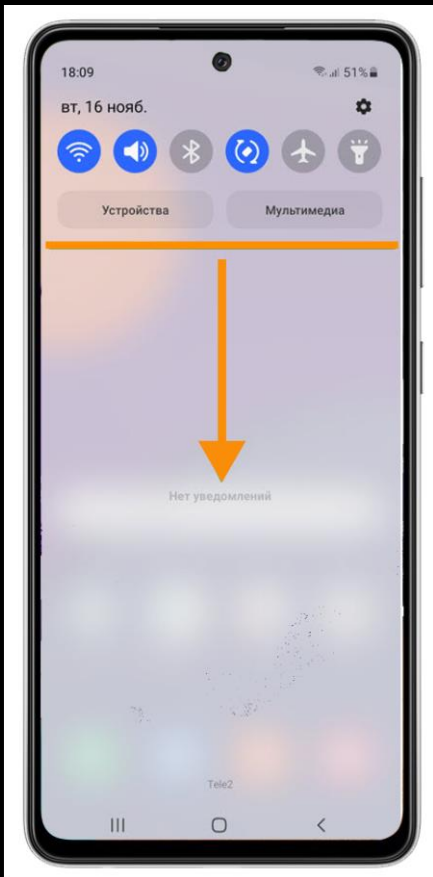 18:09
51%
вт, 16 нояб.
Устройства
Мультимедиа
Нет уведомлений
Tele2